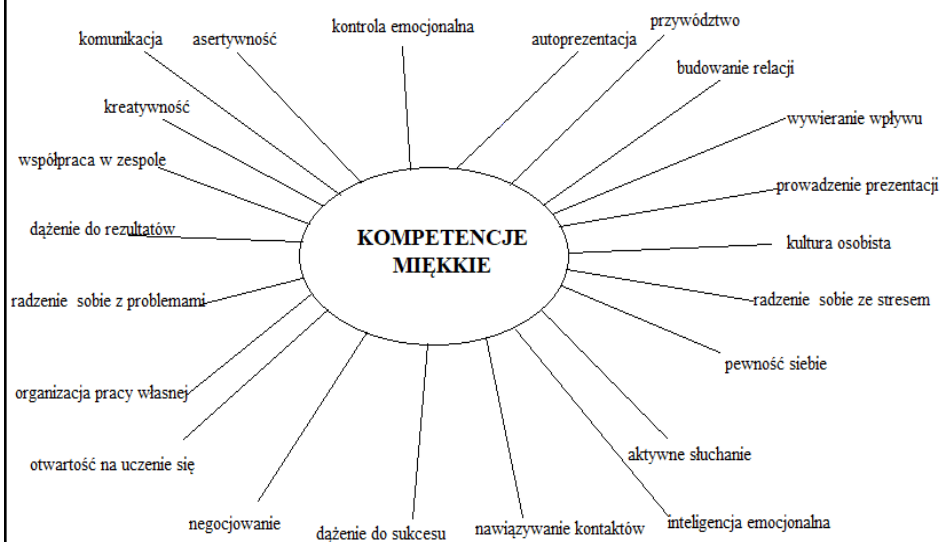 kontrola emocjonalna
przywództwo
komunikacja
asertywność
autoprezentacja
budowanie relacji
kreatywność
wywieranie wpływu
współpraca w zespole
prowadzenie prezentacji
dążenie do rezultatów
KOMPETENCJE
MIĘKKIE
kultura osobista
radzenie sobie z problemami
radzenie sobie ze stresem
pewność siebie
organizacja pracy własnej
aktywne słuchanie
otwartość na uczenie się
negocjowanie
dążenie do sukcesu
nawiązywanie kontaktów
inteligencja emocjonalna